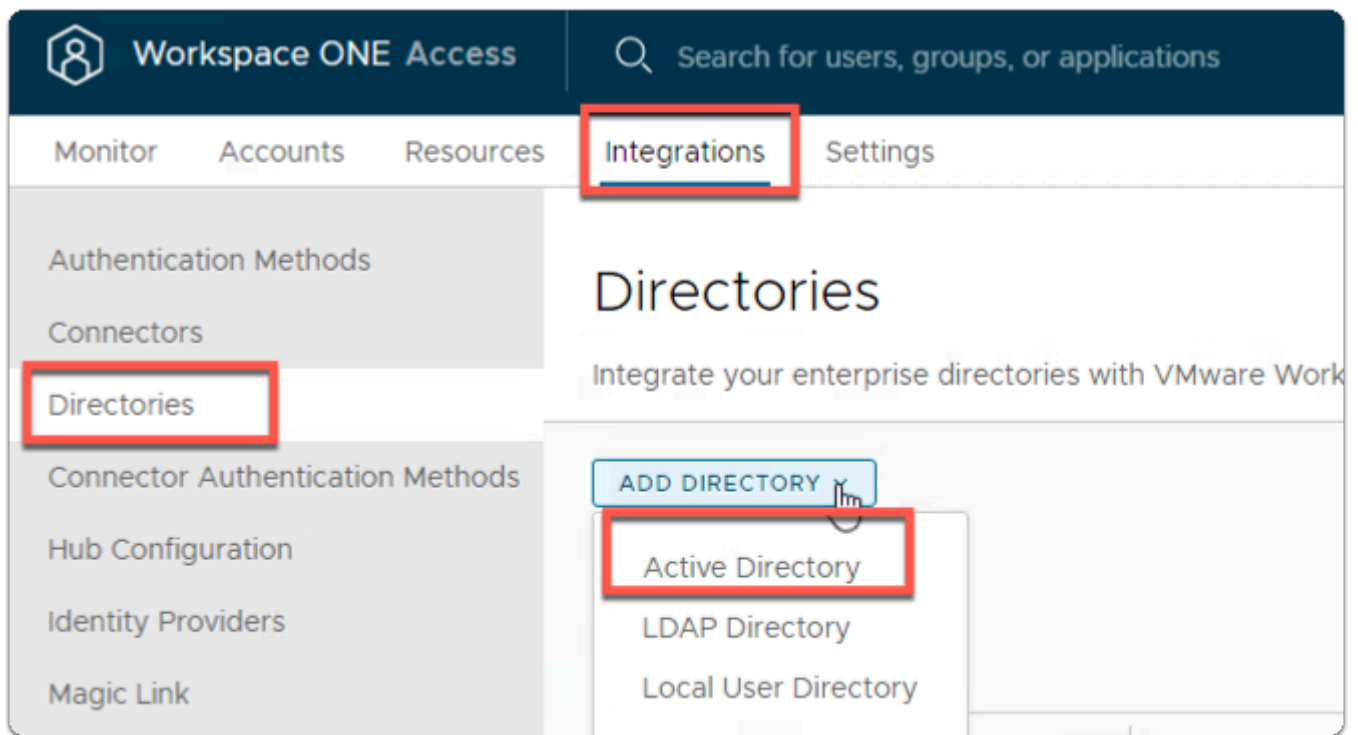 Workspace ONE Access
Search for users, groups, or applications
Monitor Accounts Resources Integrations Settings
Authentication Methods
Connectors
Directories
Connector Authentication Methods
Hub Configuration
Identity Providers
Magic Link
Directories
Integrate your enterprise directories with VMware Work
ADD DIRECTORY
Active Directory
LDAP Directory
Local User Directory